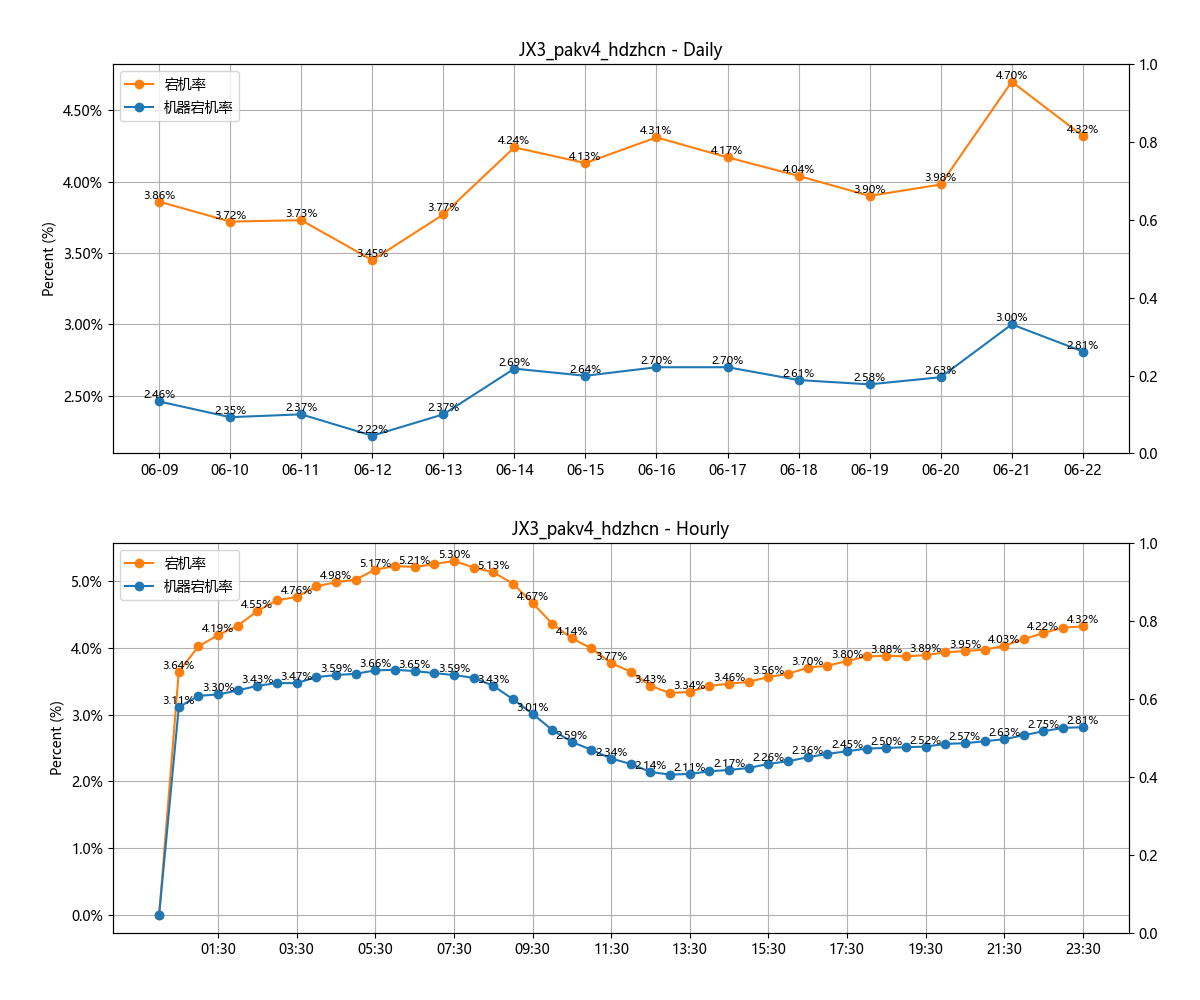 JX3_pakv4_hdzhcn - Daily
宕机率
机器宕机率
Percent (%)
4.50%
4.00%
3.50%
3.00%
2.50%
1.0
0.8
0.6
0.4
0.2
0.0
3.86% 3.72% 3.73% 3.45% 3.77% 4.24% 4.13% 4.31% 4.17% 4.04% 3.90% 3.98% 4.70% 4.32%
2.46% 2.35% 2.37% 2.22% 2.37% 2.69% 2.64% 2.70% 2.70% 2.61% 2.58% 2.63% 3.00% 2.81%
06-09 06-10 06-11 06-12 06-13 06-14 06-15 06-16 06-17 06-18 06-19 06-20 06-21 06-22
JX3_pakv4_hdzhcn - Hourly
宕机率
机器宕机率
Percent (%)
5.0%
4.0%
3.0%
2.0%
1.0%
0.0%
1.0
0.8
0.6
0.4
0.2
0.0
3.64% 4.19% 4.55% 4.76% 4.98% 5.17% 5.21% 5.30% 5.13% 4.67% 4.14% 3.77% 3.43% 3.34% 3.46% 3.56% 3.70% 3.80% 3.88% 3.89% 3.95% 4.03% 4.22% 4.32%
3.11% 3.30% 3.43% 3.47% 3.59% 3.66% 3.65% 3.59% 3.43% 3.01% 2.59% 2.34% 2.14% 2.11% 2.17% 2.26% 2.36% 2.45% 2.50% 2.52% 2.57% 2.63% 2.75% 2.81%
01:30 03:30 05:30 07:30 09:30 11:30 13:30 15:30 17:30 19:30 21:30 23:30